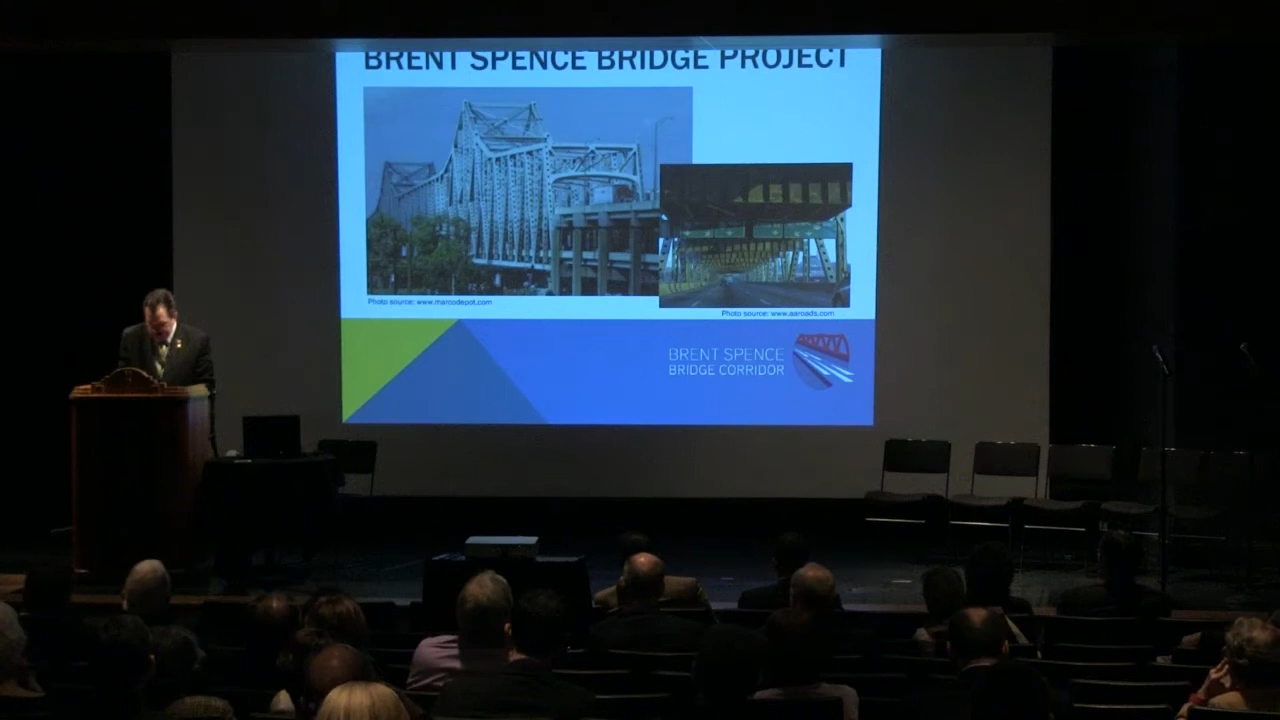 BRENT SPENCE BRIDGE PROJECT
Photo source: www.marcodepot.com
Photo source: www.aaroads.com
BRENT SPENCE
BRIDGE CORRIDOR